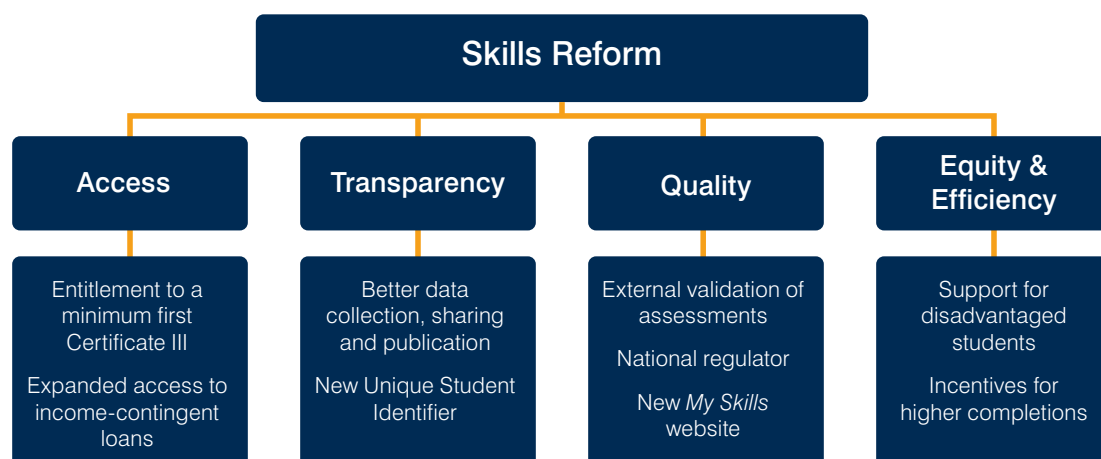 Skills Reform
Access
Transparency
Quality
Equity &
Efficiency
Entitlement to a
minimum first
Certificate III
Expanded access to
income-contingent
loans
Better data
collection, sharing
and publication
New Unique Student
Identifier
External validation of
assessments
National regulator
New My Skills
website
Support for
disadvantaged
students
Incentives for
higher completions